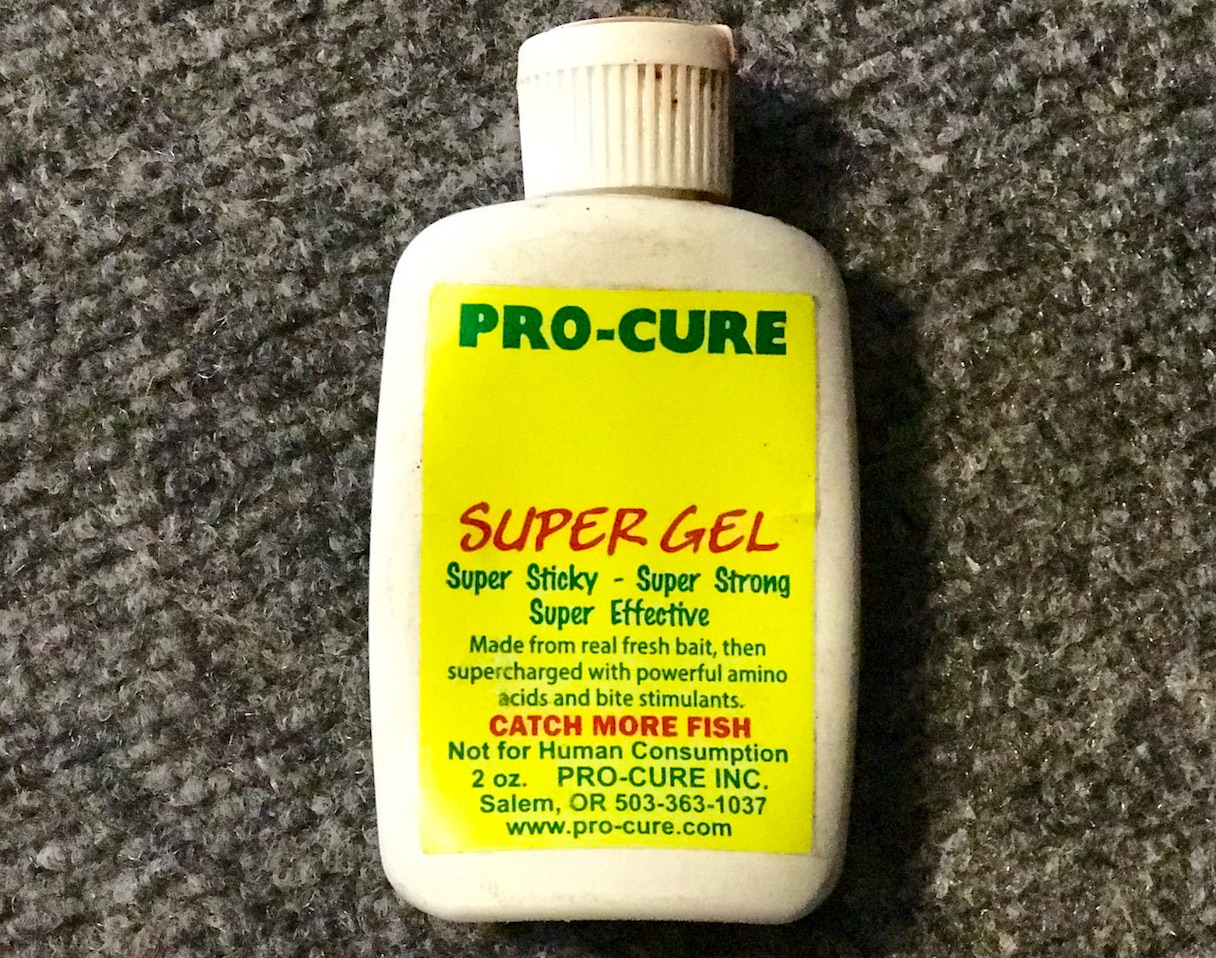 PRO-CURE
SUPER GEL
Super Sticky - Super Strong
Super Effective
Made from real fresh bait, then
supercharged with powerful amino
acids and bite stimulants.
CATCH MORE FISH
Not for Human Consumption
2 oz. PRO-CURE INC.
Salem, OR 503-363-1037
www.pro-cure.com